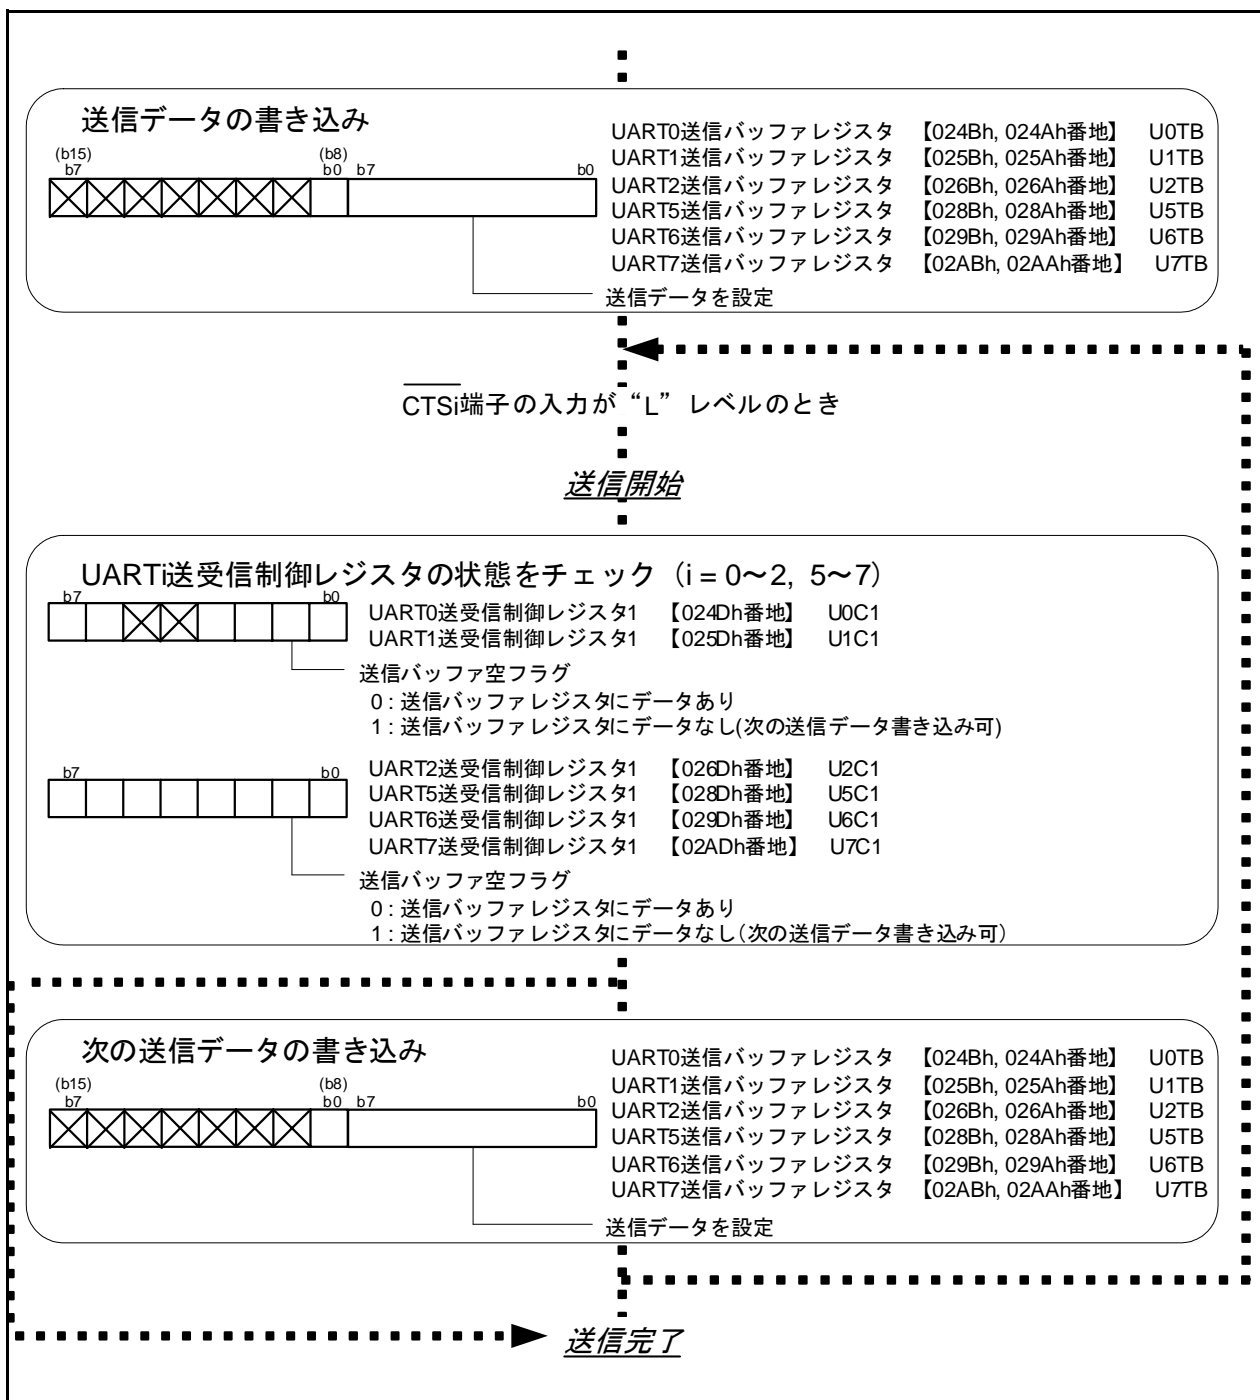 送信データの書き込み
UART0送信バッファレジスタ 【024Bh, 024Ah番地】 U0TB
(b15) (b8)
b7 b0 b7 b0
UART1送信バッファレジスタ 【025Bh, 025Ah番地】 U1TB
UART2送信バッファレジスタ 【026Bh, 026Ah番地】 U2TB
UART5送信バッファレジスタ 【028Bh, 028Ah番地】 U5TB
UART6送信バッファレジスタ 【029Bh, 029Ah番地】 U6TB
UART7送信バッファレジスタ 【02ABh, 02AAh番地】 U7TB
送信データを設定
CTSi端子の入力が “L” レベルのとき
送信開始
UARTi送受信制御レジスタの状態をチェック (i = 0～2, 5～7)
b7 b0
UART0送受信制御レジスタ1 【024Dh番地】 U0C1
UART1送受信制御レジスタ1 【025Dh番地】 U1C1
送信バッファ空フラグ
0 : 送信バッファレジスタにデータあり
1 : 送信バッファレジスタにデータなし(次の送信データ書き込み可)
b7 b0
UART2送受信制御レジスタ1 【026Dh番地】 U2C1
UART5送受信制御レジスタ1 【028Dh番地】 U5C1
UART6送受信制御レジスタ1 【029Dh番地】 U6C1
UART7送受信制御レジスタ1 【02ADh番地】 U7C1
送信バッファ空フラグ
0 : 送信バッファレジスタにデータあり
1 : 送信バッファレジスタにデータなし（次の送信データ書き込み可）
次の送信データの書き込み
UART0送信バッファレジスタ 【024Bh, 024Ah番地】 U0TB
(b15) (b8)
b7 b0 b7 b0
UART1送信バッファレジスタ 【025Bh, 025Ah番地】 U1TB
UART2送信バッファレジスタ 【026Bh, 026Ah番地】 U2TB
UART5送信バッファレジスタ 【028Bh, 028Ah番地】 U5TB
UART6送信バッファレジスタ 【029Bh, 029Ah番地】 U6TB
UART7送信バッファレジスタ 【02ABh, 02AAh番地】 U7TB
送信データを設定
送信完了